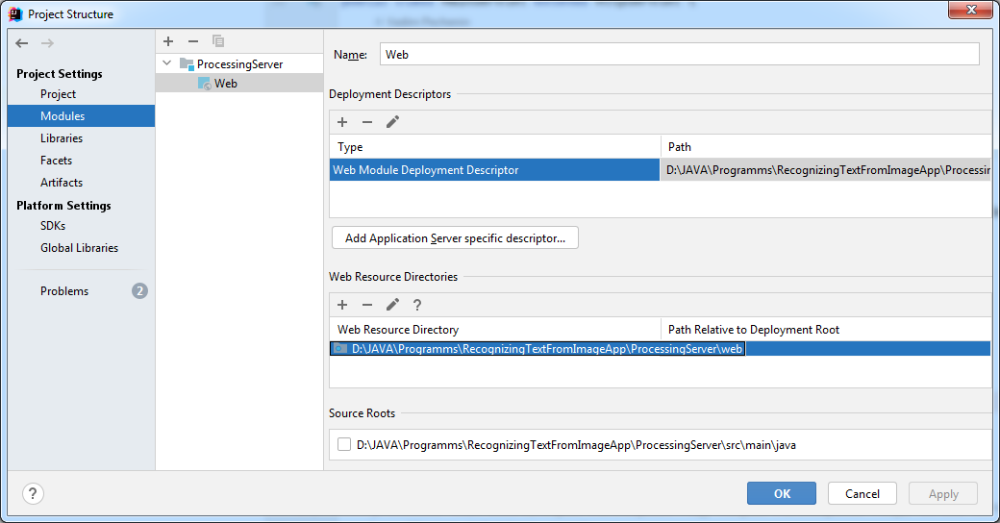 Project Structure
Project Settings
Project
Modules
Libraries
Facets
Artifacts
Platform Settings
SDKs
Global Libraries
Problems
2
ProcessingServer
Web
Name:
Web
Deployment Descriptors
Type
Path
Web Module Deployment Descriptor
D:\JAVA\Programms\RecognizingTextFromImageApp\Processin
Add Application Server specific descriptor...
Web Resource Directories
?
Web Resource Directory
Path Relative to Deployment Root
D:\JAVA\Programms\RecognizingTextFromImageApp\ProcessingServer\web
Source Roots
D:\JAVA\Programms\RecognizingTextFromImageApp\ProcessingServer\src\main\java
?
OK
Cancel
Apply